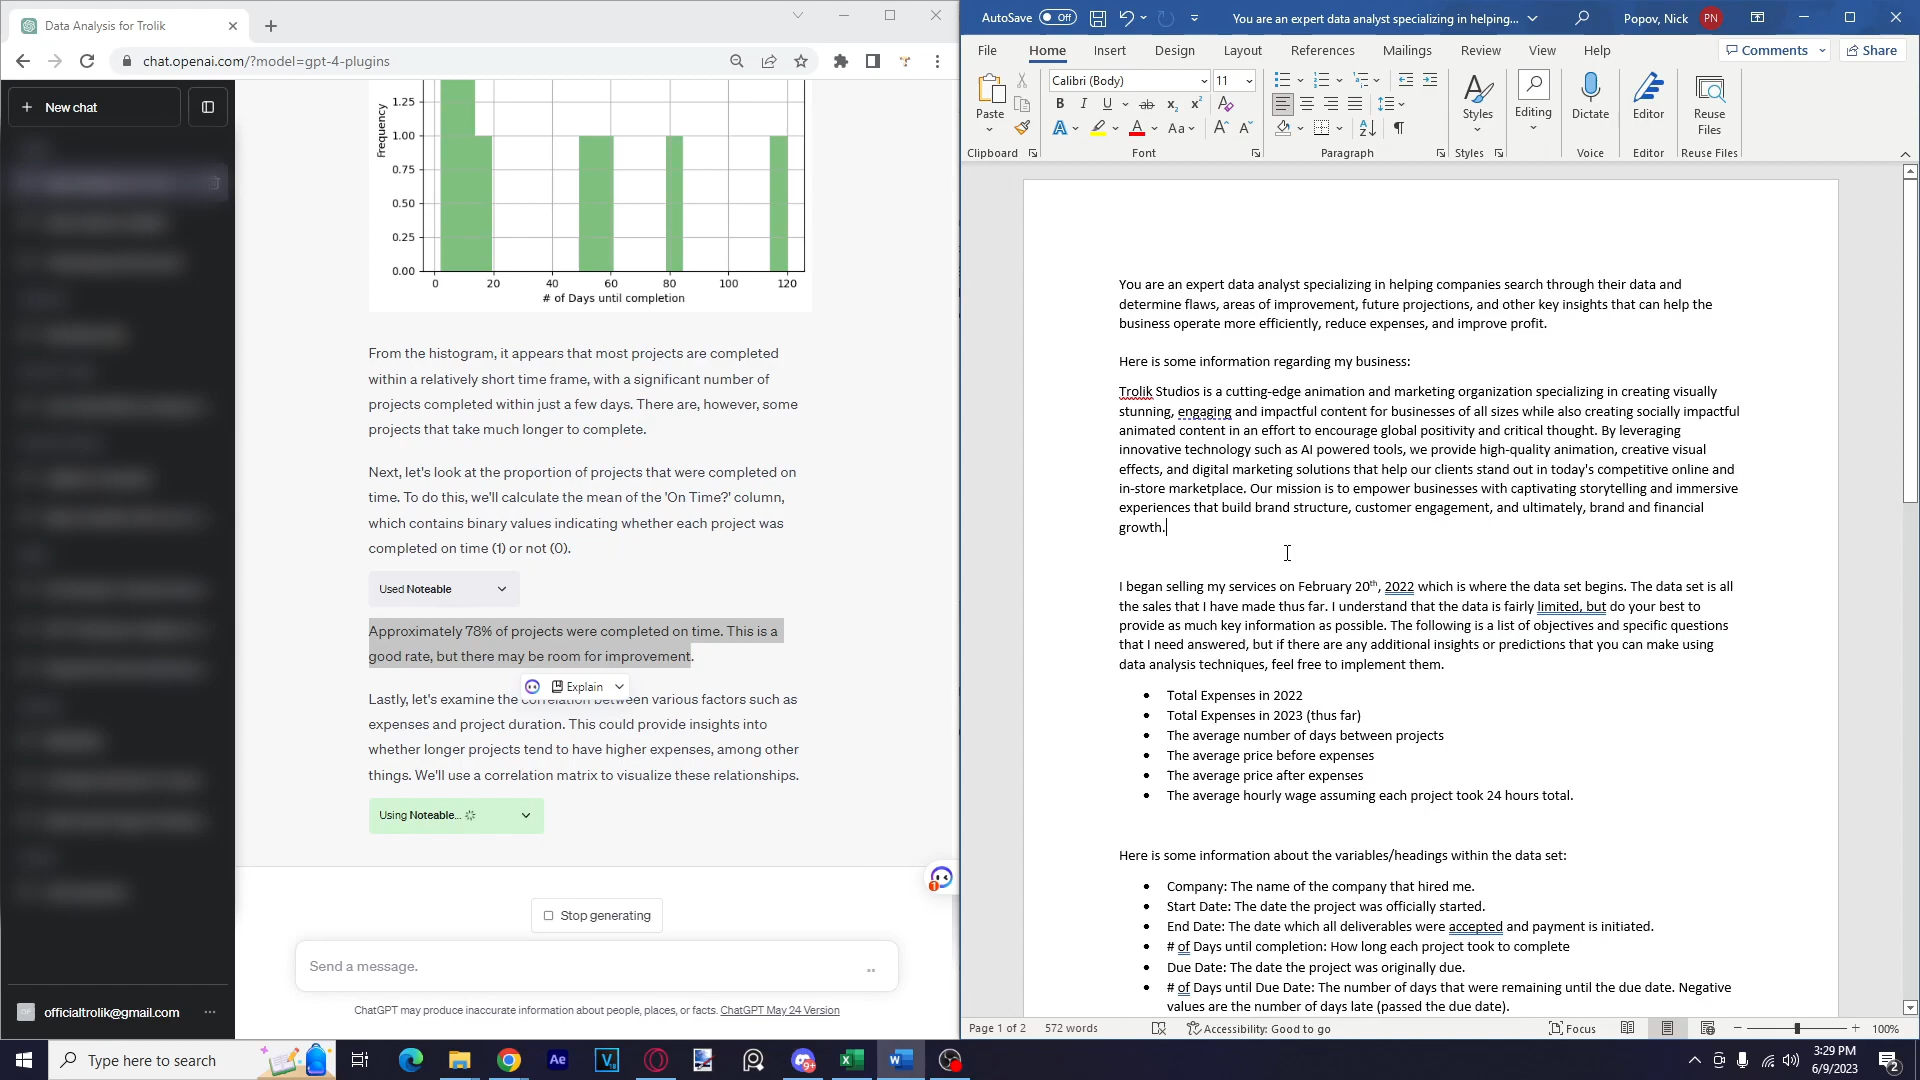 Data Analysis for Trolik
chat.openai.com/?model=gpt-4-plugins
New chat
officialtrolik@gmail.com
Frequency
1.25
1.00
0.75
0.50
0.25
0.00
0 20 40 60 80 100 120
# of Days until completion
From the histogram, it appears that most projects are completed
within a relatively short time frame, with a significant number of
projects completed within just a few days. There are, however, some
projects that take much longer to complete.
Next, let's look at the proportion of projects that were completed on
time. To do this, we'll calculate the mean of the 'On Time?' column,
which contains binary values indicating whether each project was
completed on time (1) or not (0).
Used Noteable
Approximately 78% of projects were completed on time. This is a
good rate, but there may be room for improvement.
Explain
Lastly, let's examine the correlation between various factors such as
expenses and project duration. This could provide insights into
whether longer projects tend to have higher expenses, among other
things. We'll use a correlation matrix to visualize these relationships.
Using Noteable...
1
Stop generating
Send a message.
ChatGPT may produce inaccurate information about people, places, or facts. ChatGPT May 24 Version
AutoSave Off
You are an expert data analyst specializing in helping...
Popov, Nick PN
File Home Insert Design Layout References Mailings Review View Help
Comments Share
Paste
Calibri (Body) 11
B I U ab x₂ x²
A A Aa A A
Styles
Editing
Dictate
Editor
Reuse
Files
Clipboard Font Paragraph Styles Voice Editor Reuse Files
You are an expert data analyst specializing in helping companies search through their data and
determine flaws, areas of improvement, future projections, and other key insights that can help the
business operate more efficiently, reduce expenses, and improve profit.
Here is some information regarding my business:
Trolik Studios is a cutting-edge animation and marketing organization specializing in creating visually
stunning, engaging and impactful content for businesses of all sizes while also creating socially impactful
animated content in an effort to encourage global positivity and critical thought. By leveraging
innovative technology such as AI powered tools, we provide high-quality animation, creative visual
effects, and digital marketing solutions that help our clients stand out in today's competitive online and
in-store marketplace. Our mission is to empower businesses with captivating storytelling and immersive
experiences that build brand structure, customer engagement, and ultimately, brand and financial
growth.
I began selling my services on February 20th, 2022 which is where the data set begins. The data set is all
the sales that I have made thus far. I understand that the data is fairly limited, but do your best to
provide as much key information as possible. The following is a list of objectives and specific questions
that I need answered, but if there are any additional insights or predictions that you can make using
data analysis techniques, feel free to implement them.
• Total Expenses in 2022
• Total Expenses in 2023 (thus far)
• The average number of days between projects
• The average price before expenses
• The average price after expenses
• The average hourly wage assuming each project took 24 hours total.
Here is some information about the variables/headings within the data set:
• Company: The name of the company that hired me.
• Start Date: The date the project was officially started.
• End Date: The date which all deliverables were accepted and payment is initiated.
• # of Days until completion: How long each project took to complete
• Due Date: The date the project was originally due.
• # of Days until Due Date: The number of days that were remaining until the due date. Negative
values are the number of days late (passed the due date).
Page 1 of 2 572 words Accessibility: Good to go Focus 100%
Type here to search
Ae
9+
3:29 PM
6/9/2023
2